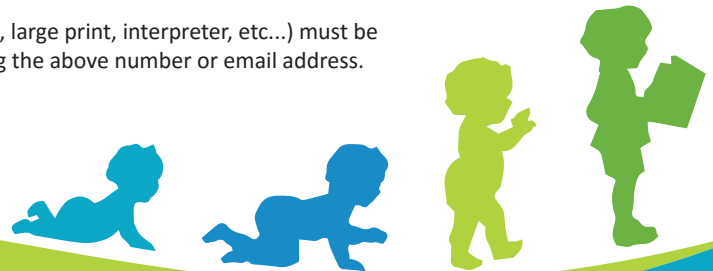 , large print, interpreter, etc...) must be
g the above number or email address.